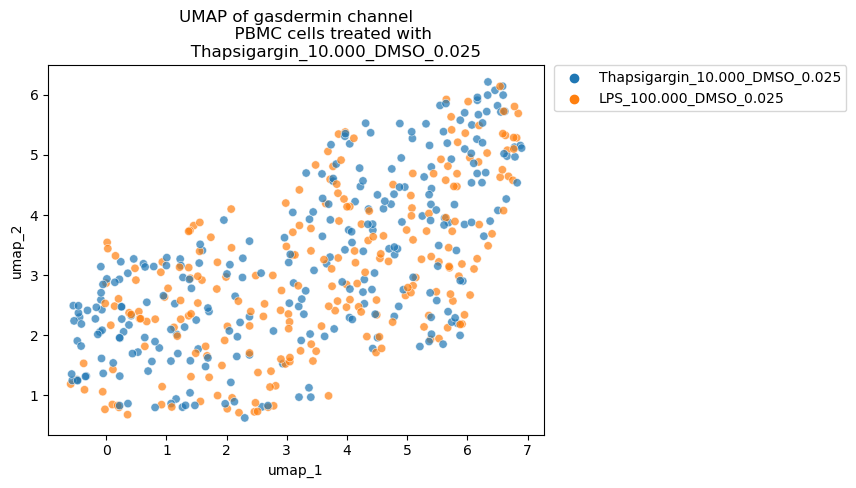 UMAP of gasdermin channel
PBMC cells treated with
Thapsigargin_10.000_DMSO_0.025
Thapsigargin_10.000_DMSO_0.025
LPS_100.000_DMSO_0.025
umap_2
6
5
4
3
2
1
0 1 2 3 4 5 6 7
umap_1